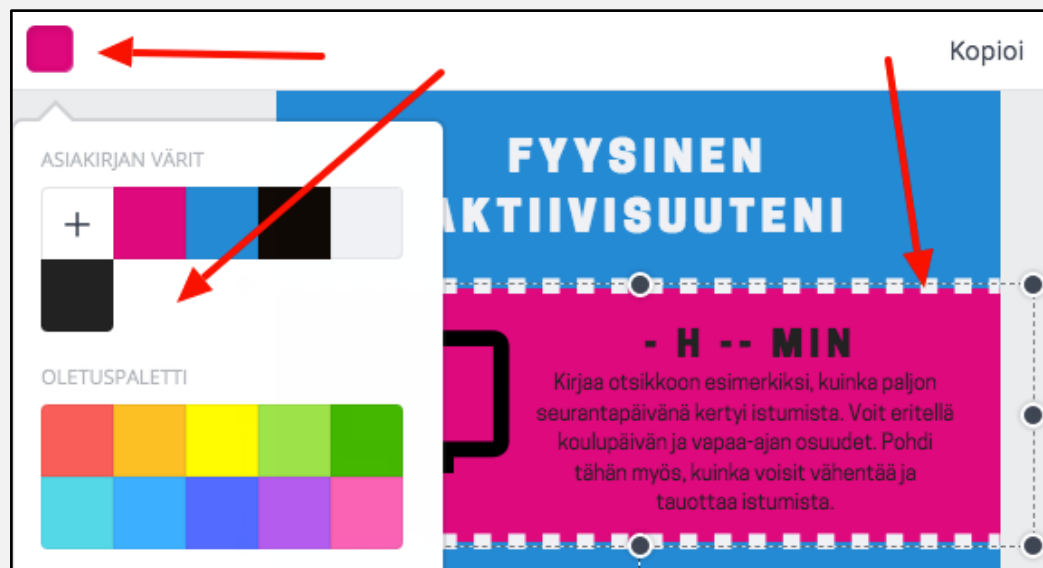 Kopioi
ASIAKIRJAN VÄRIT
+
OLETUSPALETTI
FYYSINEN
AKTIIVISUUTENI
- H -- MIN
Kirjaa otsikkoon esimerkiksi, kuinka paljon
seurantapäivänä kertyi istumista. Voit eritellä
koulupäivän ja vapaa-ajan osuudet. Pohdi
tähän myös, kuinka voisit vähentää ja
tauottaa istumista.